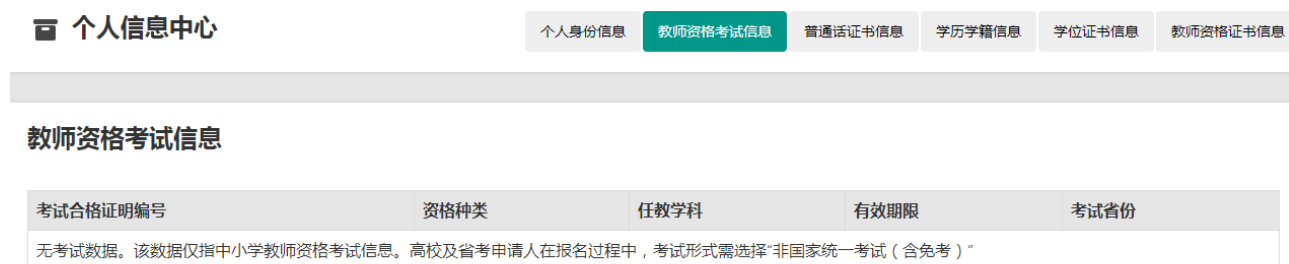 个人信息中心
个人身份信息 教师资格考试信息 普通话证书信息 学历学籍信息 学位证书信息 教师资格证书信息
教师资格考试信息
考试合格证明编号 资格种类 任教学科 有效期限 考试省份
无考试数据。该数据仅指中小学教师资格考试信息。高校及省考申请人在报名过程中，考试形式需选择"非国家统一考试（含免考）"